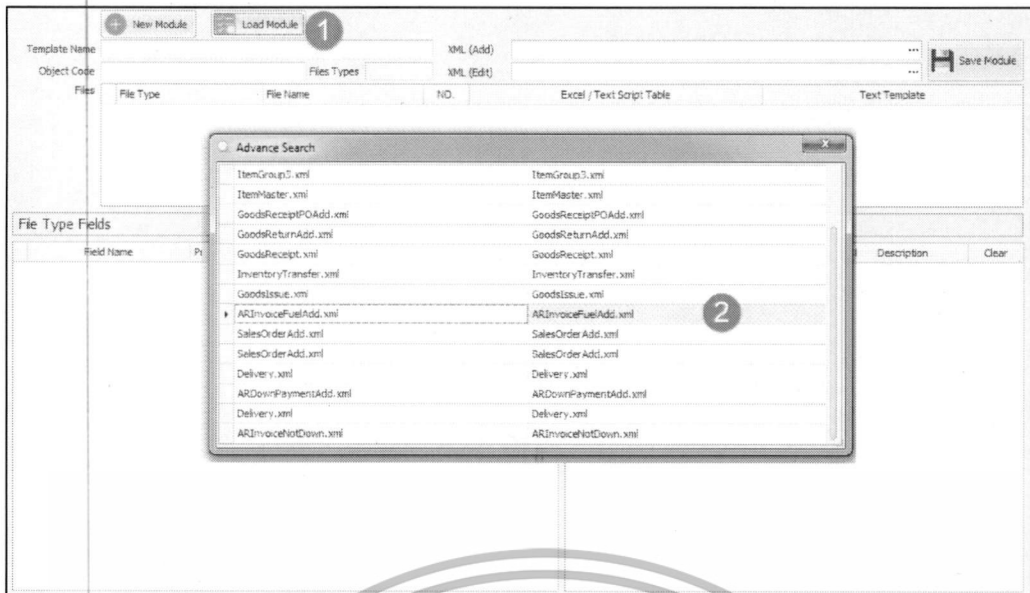 New Module Load Module 1
Template Name XML (Add) ... Save Module
Object Code Files Types XML (Edit) ...
Files File Type File Name NO. Excel / Text Script Table Text Template
Advance Search x
ItemGroup3.xml ItemGroup3.xml
ItemMaster.xml ItemMaster.xml
GoodsReceiptPOAdd.xml GoodsReceiptPOAdd.xml
File Type Fields
GoodsReturnAdd.xml GoodsReturnAdd.xml
Field Name Description Clear
GoodsReceipt.xml GoodsReceipt.xml
InventoryTransfer.xml InventoryTransfer.xml
GoodsIssue.xml GoodsIssue.xml
ARInvoiceFuelAdd.xml ARInvoiceFuelAdd.xml 2
SalesOrderAdd.xml SalesOrderAdd.xml
SalesOrderAdd.xml SalesOrderAdd.xml
Delivery.xml Delivery.xml
ARDownPaymentAdd.xml ARDownPaymentAdd.xml
Delivery.xml Delivery.xml
ARInvoiceNotDown.xml ARInvoiceNotDown.xml